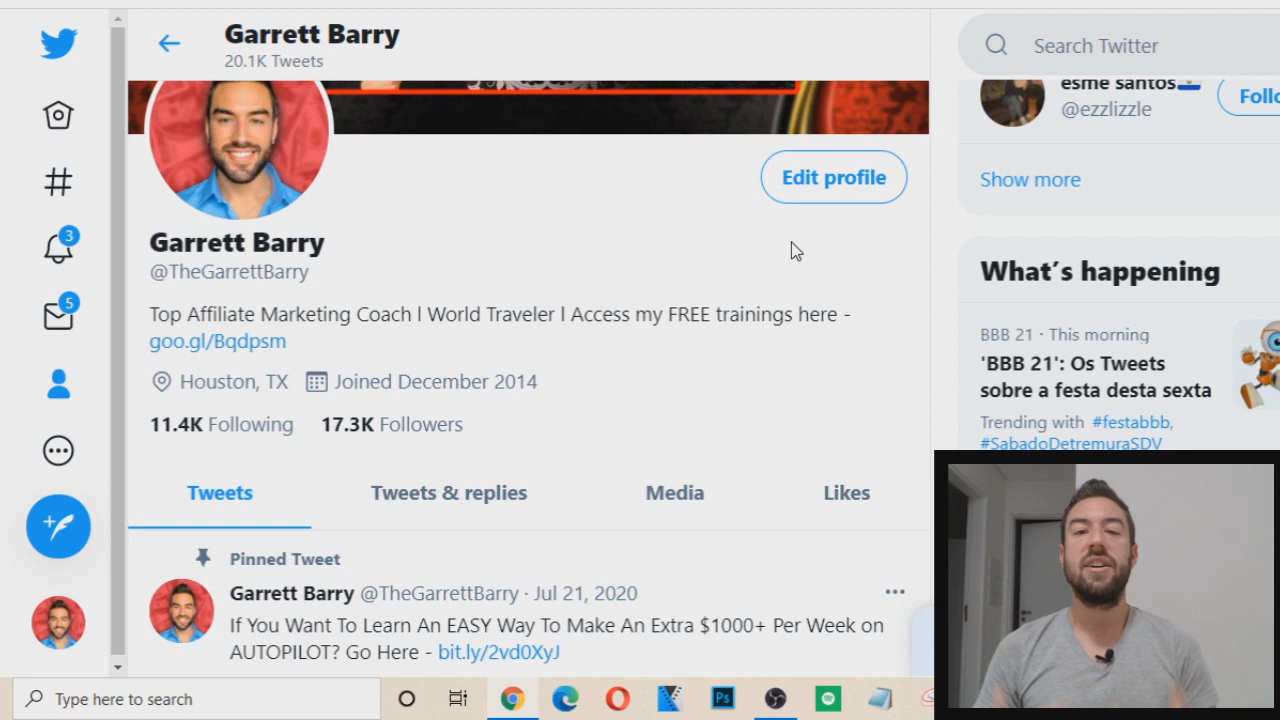 Garrett Barry
20.1K Tweets
Search Twitter
esme santos
@ezzlizzle
Follo
Show more
Edit profile
Garrett Barry
@TheGarrettBarry
Top Affiliate Marketing Coach l World Traveler l Access my FREE trainings here -
goo.gl/Bqdpsm
Houston, TX Joined December 2014
11.4K Following 17.3K Followers
Tweets Tweets & replies Media Likes
Pinned Tweet
Garrett Barry @TheGarrettBarry · Jul 21, 2020
If You Want To Learn An EASY Way To Make An Extra $1000+ Per Week on
AUTOPILOT? Go Here - bit.ly/2vd0XyJ
What's happening
BBB 21 · This morning
'BBB 21': Os Tweets
sobre a festa desta sexta
Trending with #festabbb,
#SabadoDetremuraSDV
3
5
Type here to search
Ps